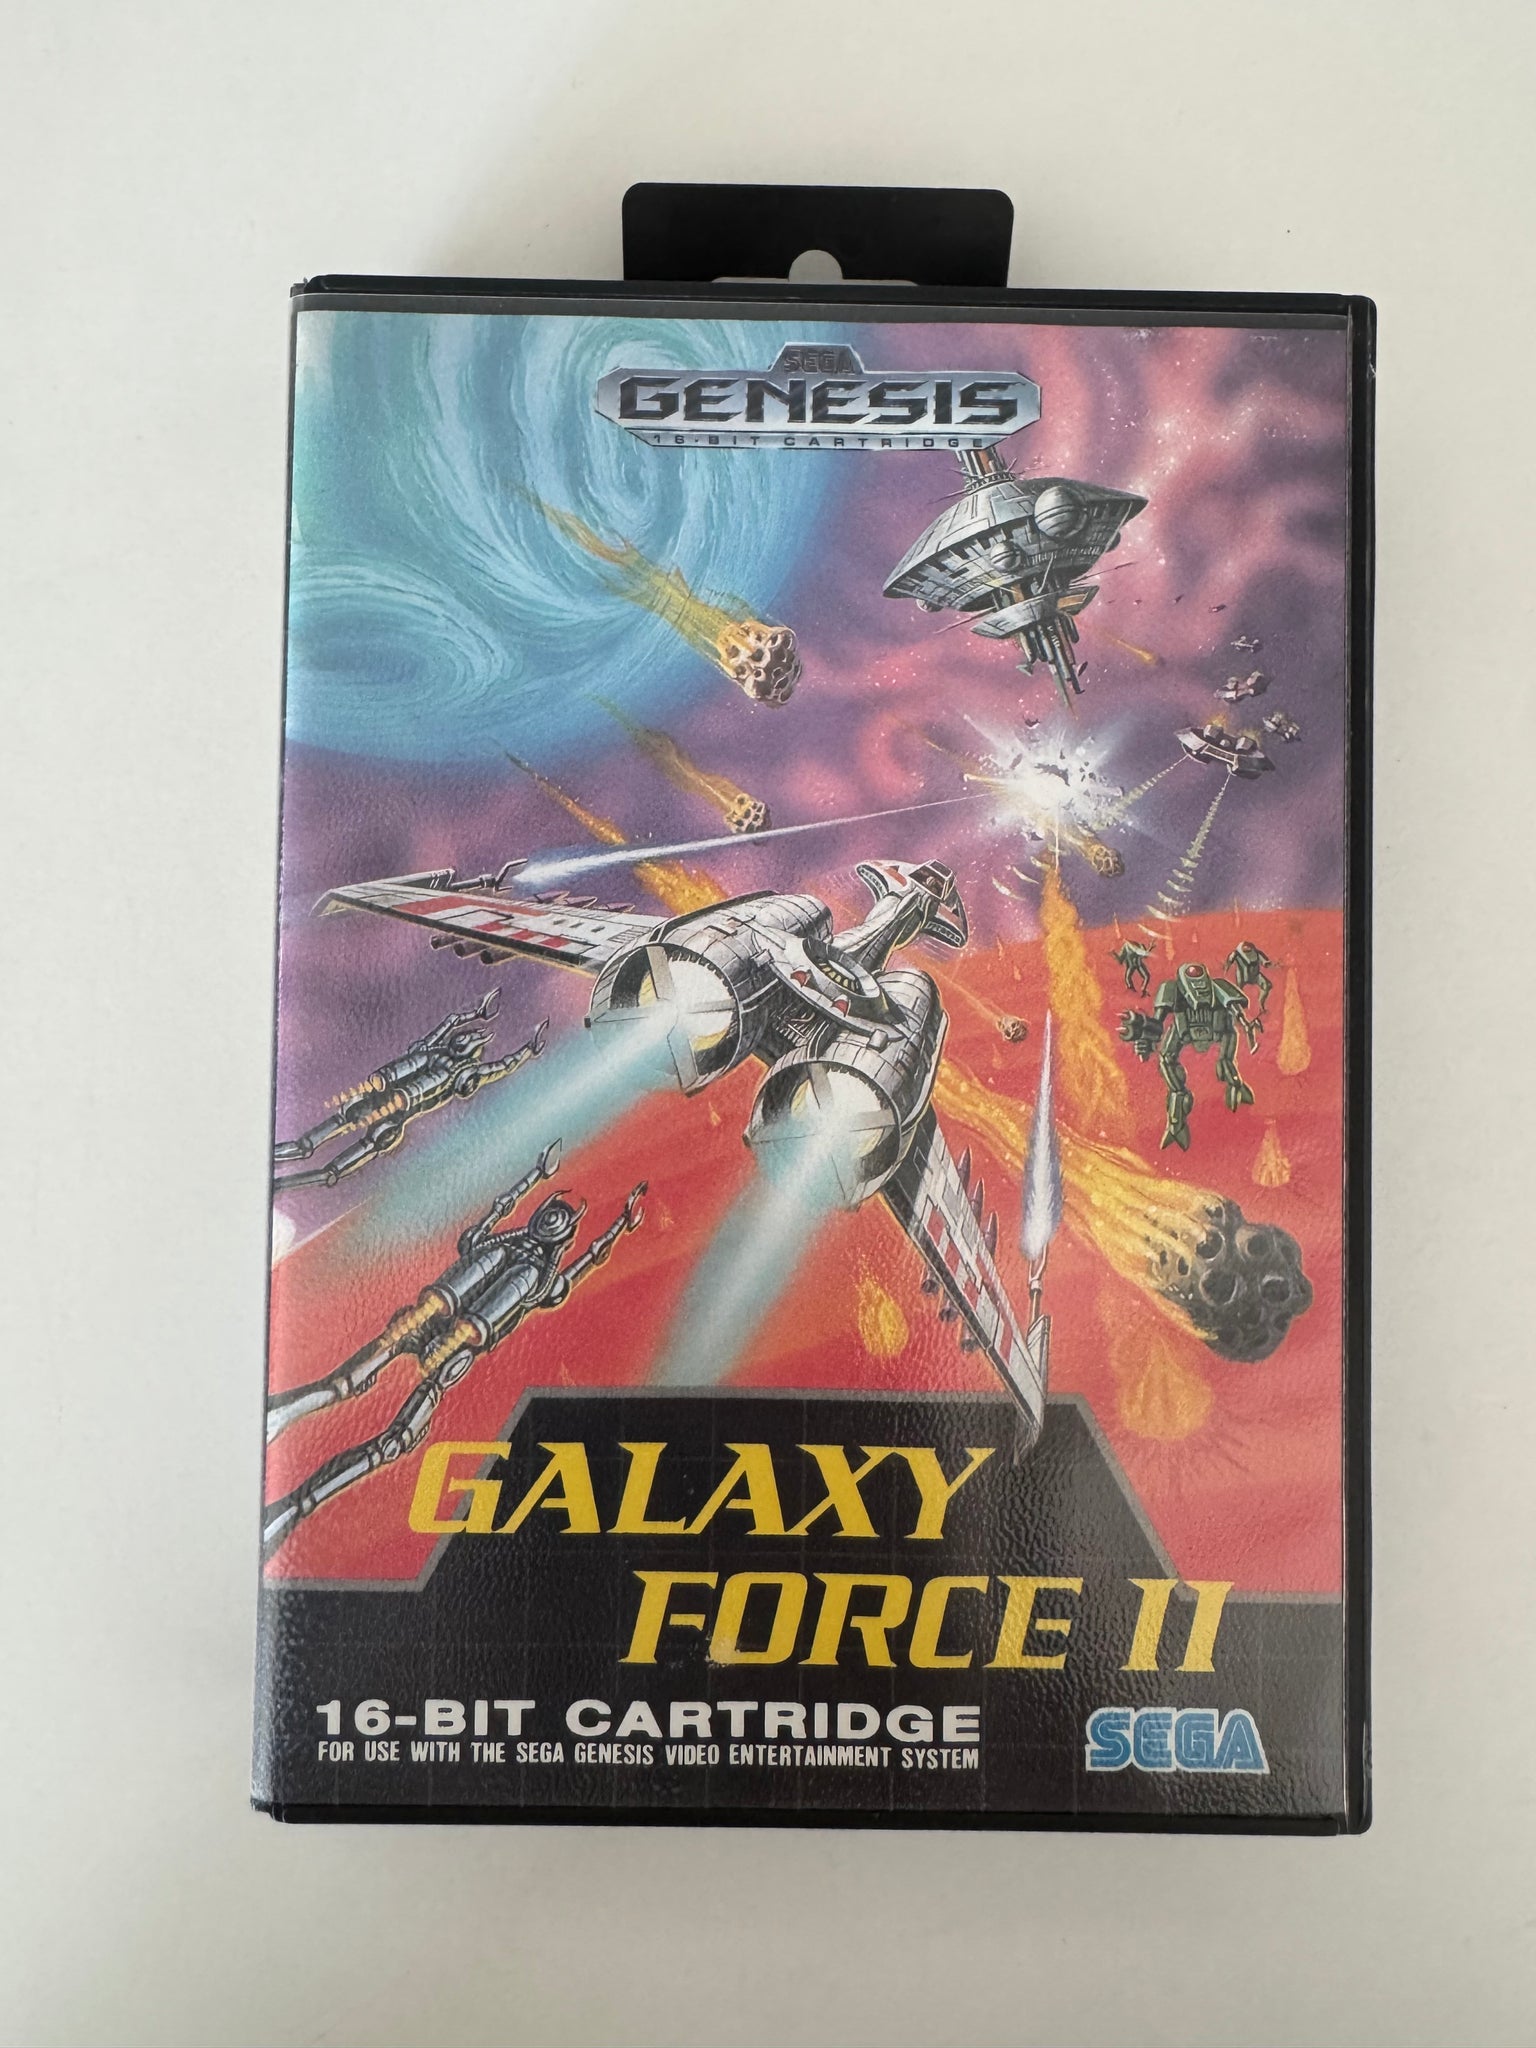 SEGA
GENESIS
16-BIT CARTRIDGE
GALAXY
FORCE II
16-BIT CARTRIDGE
FOR USE WITH THE SEGA GENESIS VIDEO ENTERTAINMENT SYSTEM
SEGA